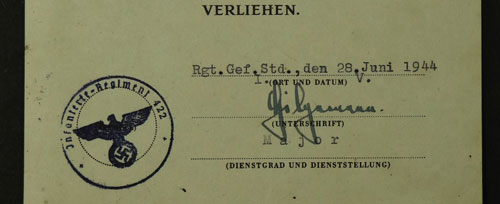 VERLIEHEN.
Rgt.Gef.Std.,den 28.Juni 1944
I. V.
(ORT UND DATUM)
(UNTERSCHRIFT)
Major
(DIENSTGRAD UND DIENSTSTELLUNG)
Infanterie-Regiment 422